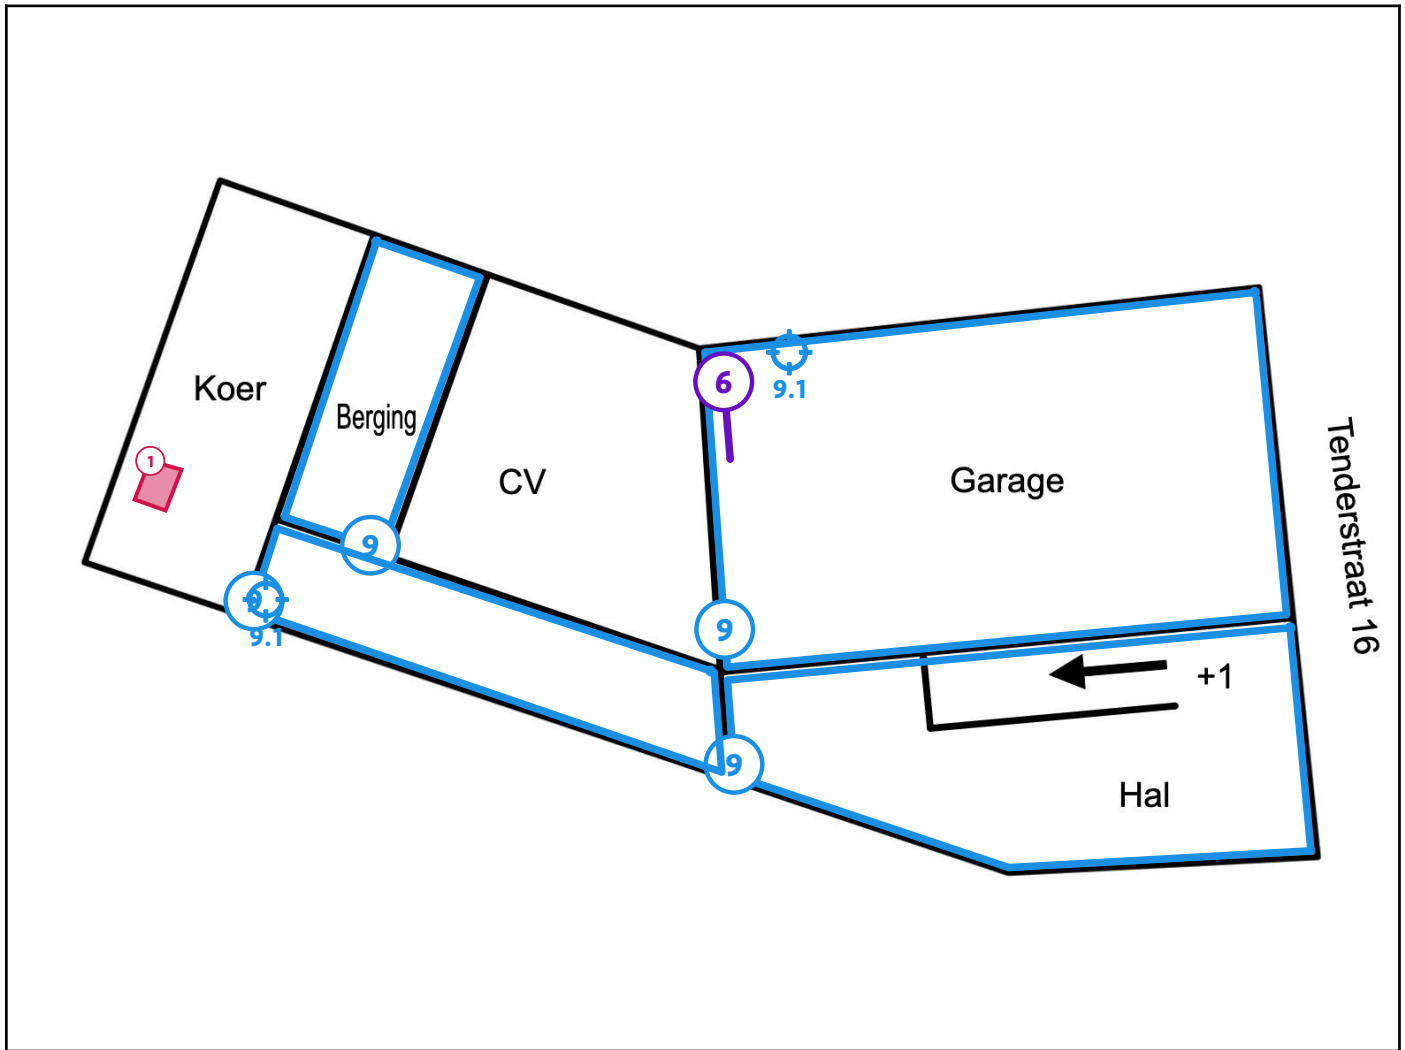 Koer
1
Berging
CV
6
9.1
Garage
Tenderstraat 16
9
9
9
9.1
9
+1
Hal